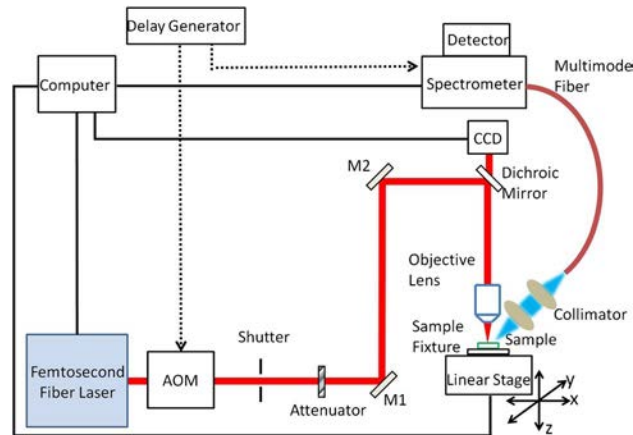 Delay Generator
Detector
Computer
Spectrometer
Multimode
Fiber
CCD
M2
Dichroic
Mirror
Objective
Lens
Collimator
Shutter
Sample
Fixture
Sample
Femtosecond
Fiber Laser
AOM
Attenuator
M1
Linear Stage
y
x
z